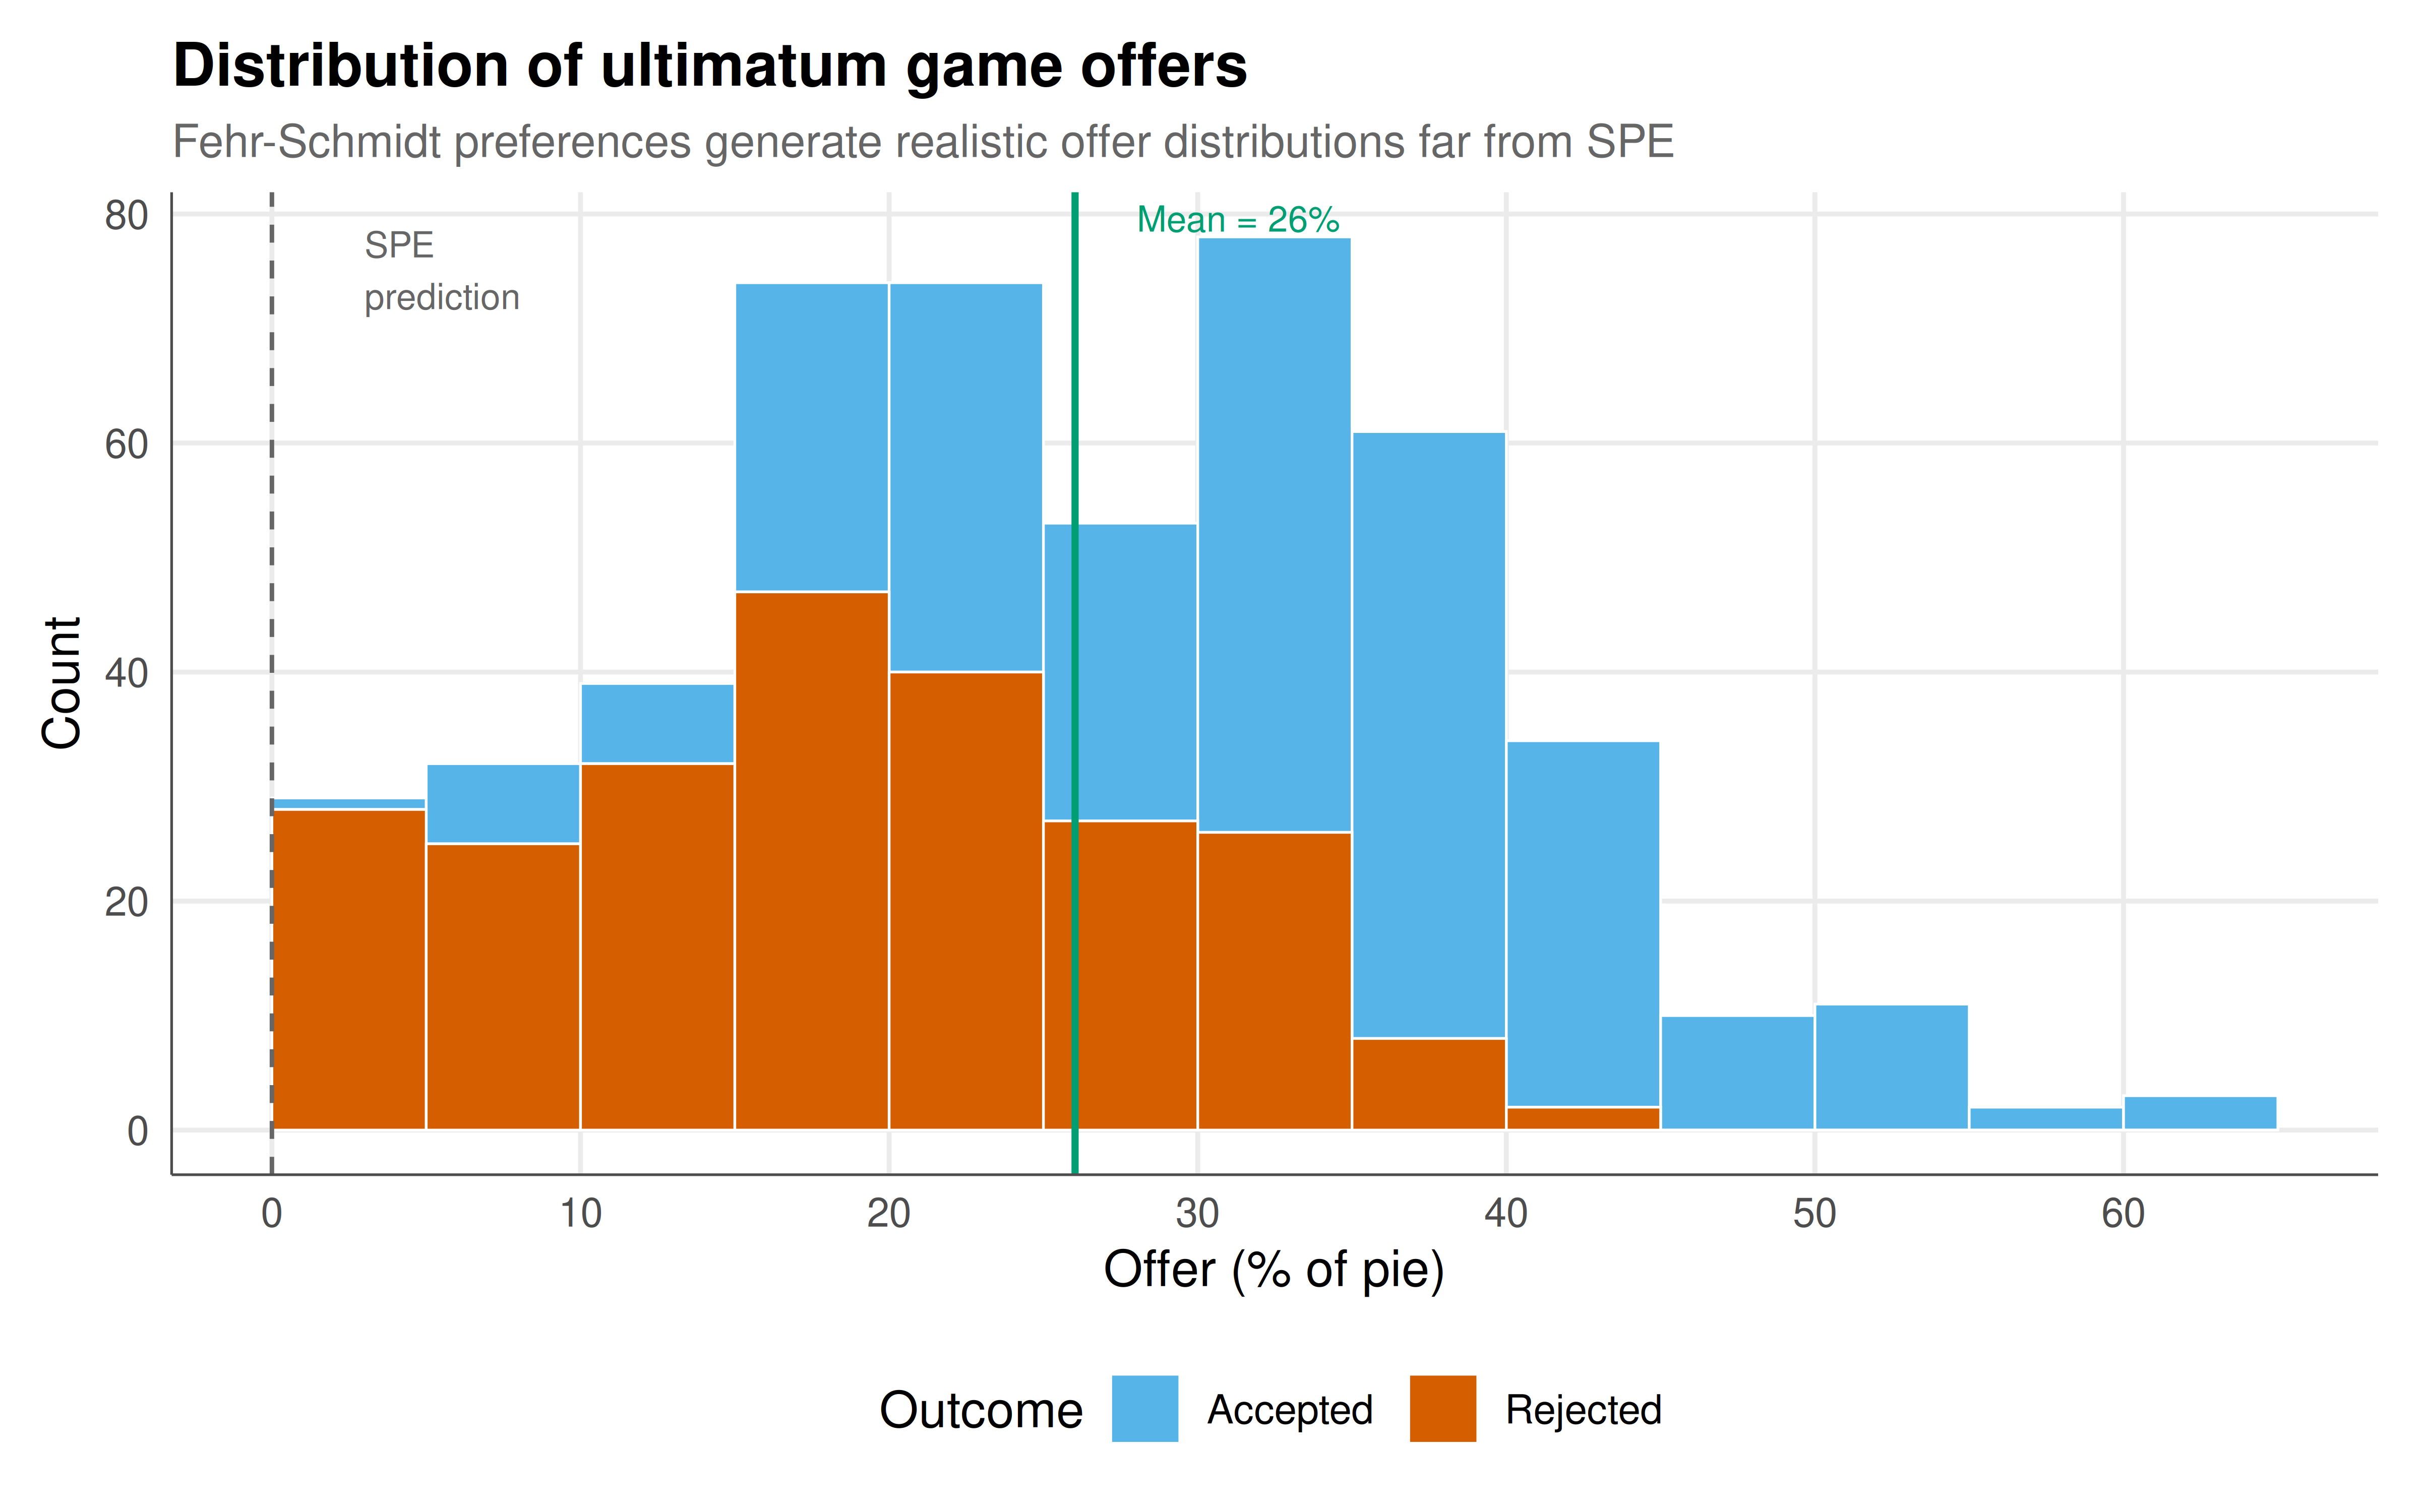 Distribution of ultimatum game offers
Fehr-Schmidt preferences generate realistic offer distributions far from SPE
80
60
40
20
0
Count
SPE
prediction
Mean = 26%
0 10 20 30 40 50 60
Offer (% of pie)
Outcome Accepted Rejected